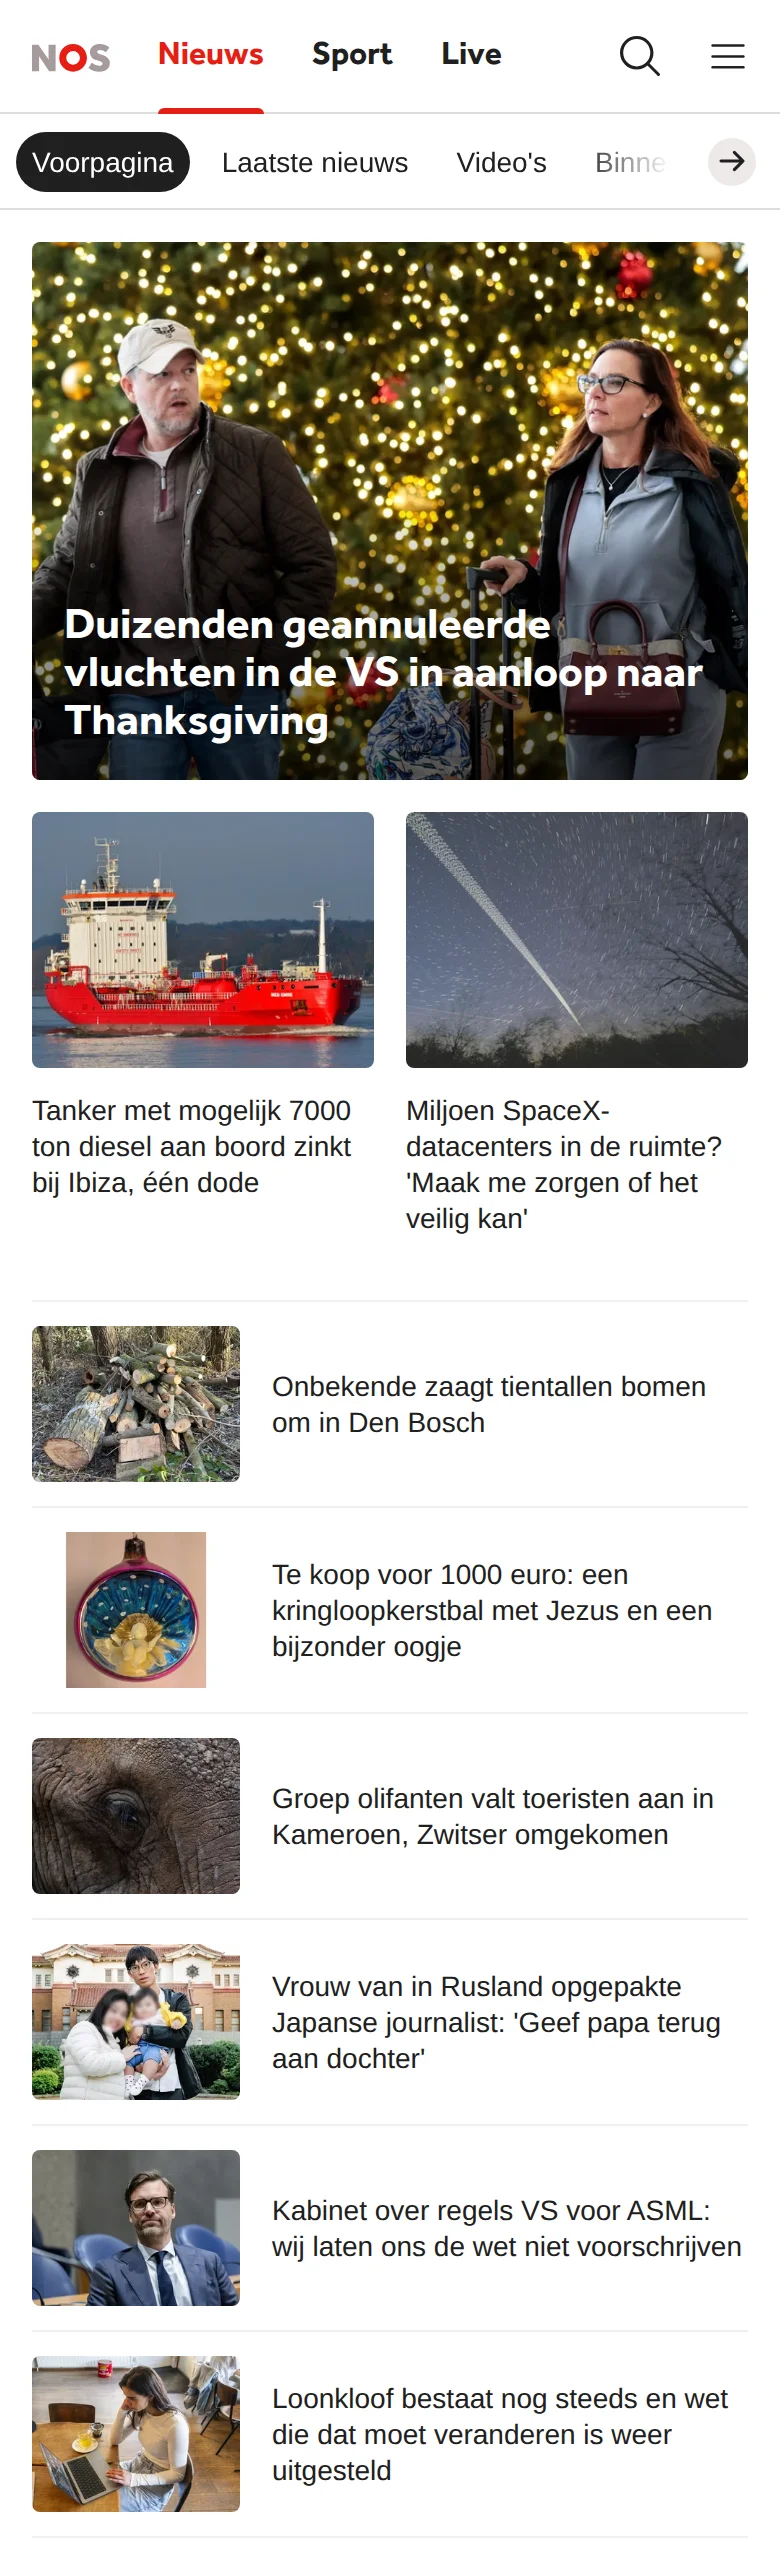 NOS Nieuws Sport Live
Voorpagina Laatste nieuws Video's Binne
Duizenden geannuleerde
vluchten in de VS in aanloop naar
Thanksgiving
Tanker met mogelijk 7000
ton diesel aan boord zinkt
bij Ibiza, één dode
Miljoen SpaceX-
datacenters in de ruimte?
'Maak me zorgen of het
veilig kan'
Onbekende zaagt tientallen bomen
om in Den Bosch
Te koop voor 1000 euro: een
kringloopkerstbal met Jezus en een
bijzonder oogje
Groep olifanten valt toeristen aan in
Kameroen, Zwitser omgekomen
Vrouw van in Rusland opgepakte
Japanse journalist: 'Geef papa terug
aan dochter'
Kabinet over regels VS voor ASML:
wij laten ons de wet niet voorschrijven
Loonkloof bestaat nog steeds en wet
die dat moet veranderen is weer
uitgesteld